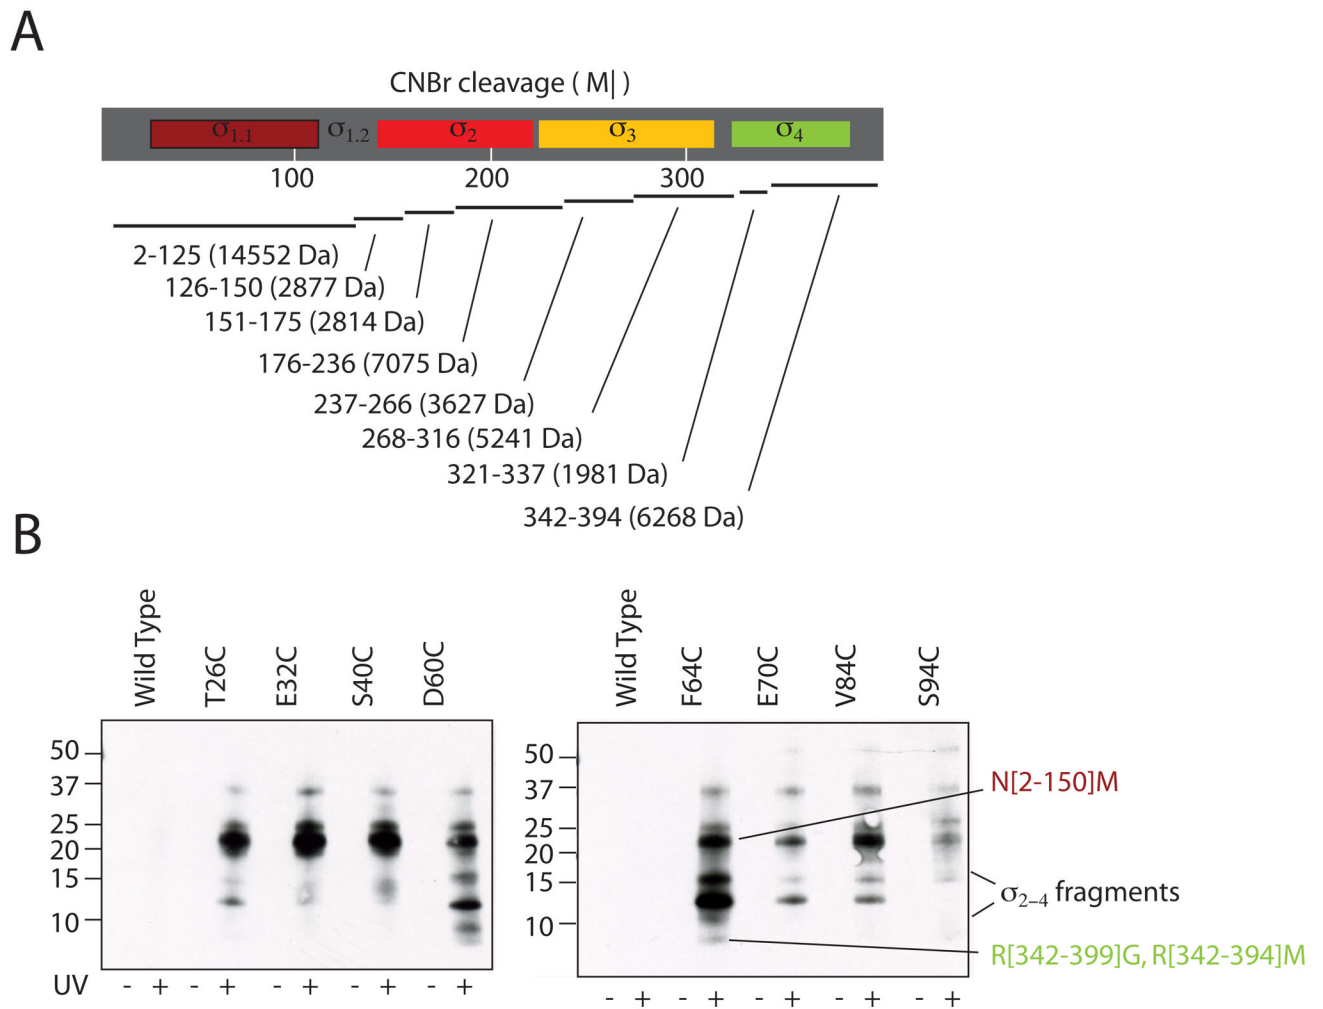 A
CNBr cleavage ( M| )
σ1.1 σ1.2 σ2 σ3 σ4
100 200 300
2-125 (14552 Da)
126-150 (2877 Da)
151-175 (2814 Da)
176-236 (7075 Da)
237-266 (3627 Da)
268-316 (5241 Da)
321-337 (1981 Da)
342-394 (6268 Da)
B
Wild Type T26C E32C S40C D60C
50
37
25
20
15
10
UV - + - + - + - + - +
Wild Type F64C E70C V84C S94C
50
37
25
20
15
10
- + - + - + - + - +
N[2-150]M
σ2–4 fragments
R[342-399]G, R[342-394]M